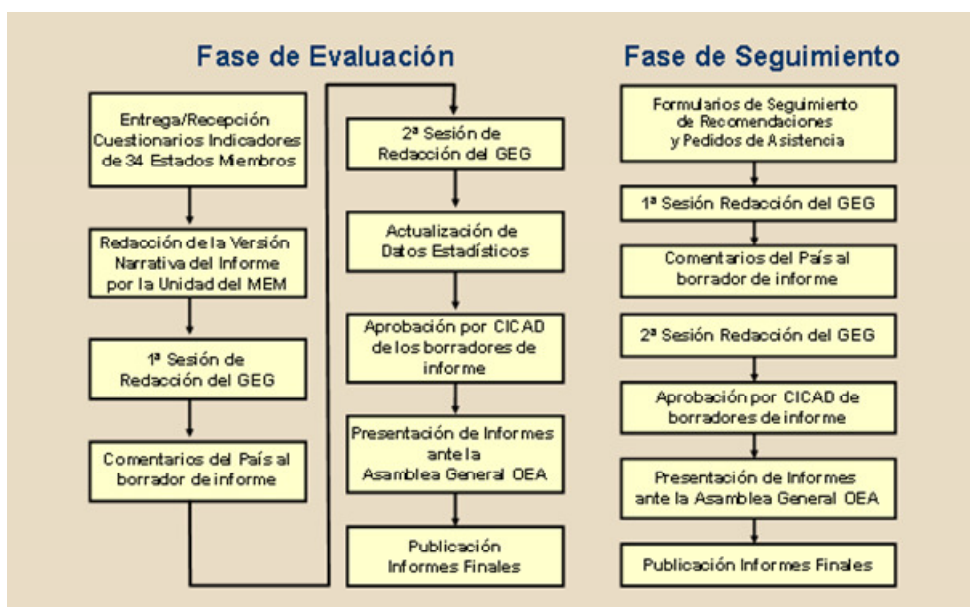 Fase de Evaluación
Entrega/Recepción
Cuestionarios Indicadores
de 34 Estados Miembros
Redacción de la Versión
Narrativa del Informe
por la Unidad del MEM
1ª Sesión de
Redacción del GEG
Comentarios del País al
borrador de informe
2ª Sesión de
Redacción del GEG
Actualización de
Datos Estadísticos
Aprobación por CICAD
de los borradores de
informe
Presentación de Informes
ante la
Asamblea General OEA
Publicación
Informes Finales
Fase de Seguimiento
Formularios de Seguimiento
de Recomendaciones
y Pedidos de Asistencia
1ª Sesión Redacción del GEG
Comentarios del País al
borrador de informe
2ª Sesión Redacción del GEG
Aprobación por CICAD de
borradores de informe
Presentación de Informes
ante la Asamblea General OEA
Publicación Informes Finales